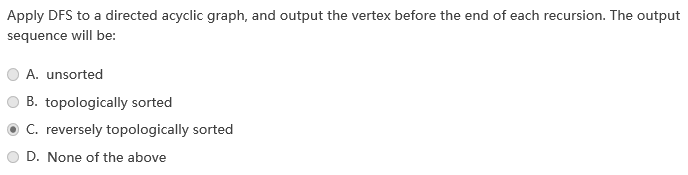 Apply DFS to a directed acyclic graph, and output the vertex before the end of each recursion. The output
sequence will be:
A. unsorted
B. topologically sorted
C. reversely topologically sorted
D. None of the above